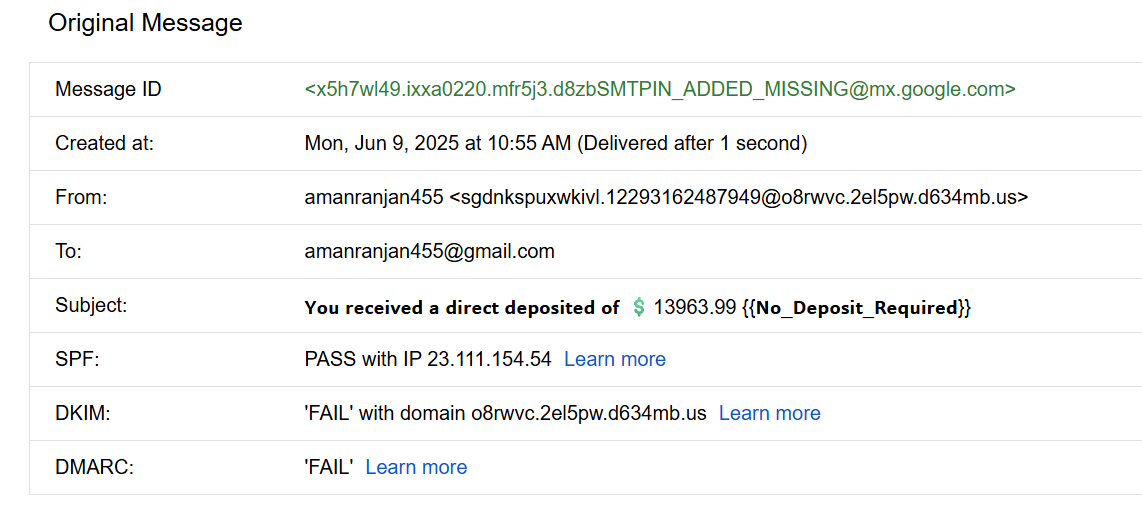 Original Message
Message ID <x5h7wl49.ixxa0220.mfr5j3.d8zbSMTPIN_ADDED_MISSING@mx.google.com>
Created at: Mon, Jun 9, 2025 at 10:55 AM (Delivered after 1 second)
From: amanranjan455 <sgdnkspuxwkivl.12293162487949@o8rwvc.2el5pw.d634mb.us>
To: amanranjan455@gmail.com
Subject: You received a direct deposited of 💲 13963.99 {{No_Deposit_Required}}
SPF: PASS with IP 23.111.154.54 Learn more
DKIM: 'FAIL' with domain o8rwvc.2el5pw.d634mb.us Learn more
DMARC: 'FAIL' Learn more